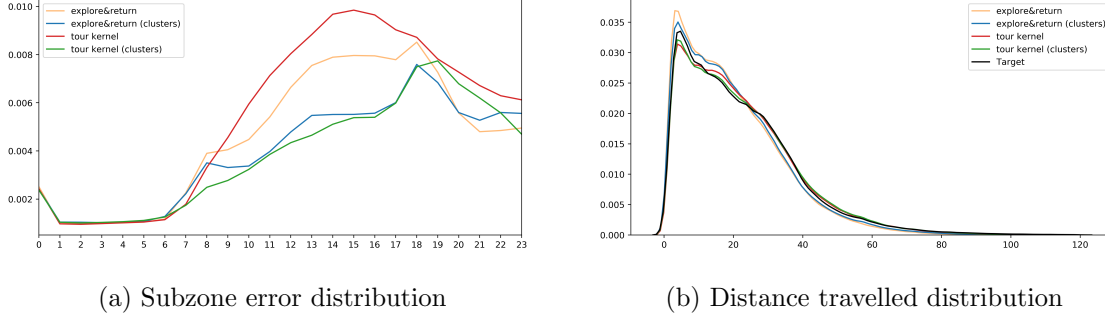 0.010
0.008
0.006
0.004
0.002
explore&return
explore&return (clusters)
tour kernel
tour kernel (clusters)
0 1 2 3 4 5 6 7 8 9 10 11 12 13 14 15 16 17 18 19 20 21 22 23
(a) Subzone error distribution
0.035
0.030
0.025
0.020
0.015
0.010
0.005
0.000
explore&return
explore&return (clusters)
tour kernel
tour kernel (clusters)
Target
0 20 40 60 80 100 120
(b) Distance travelled distribution